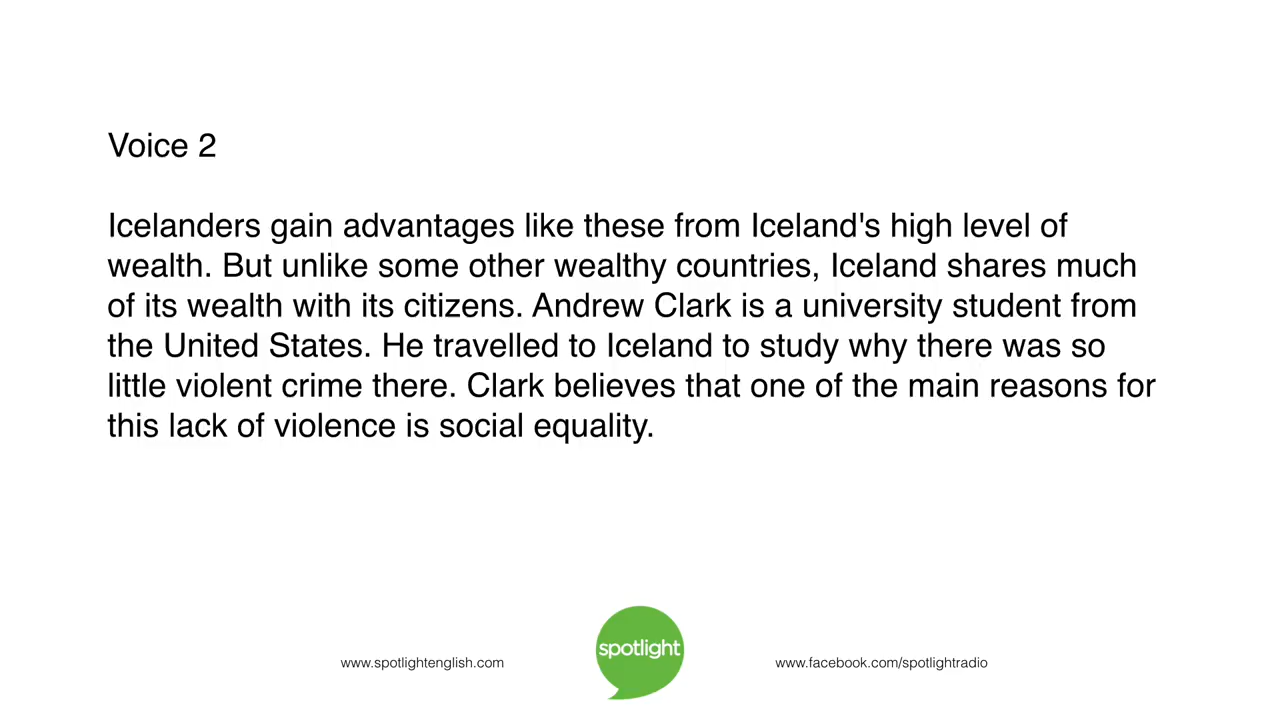 Voice 2
Icelanders gain advantages like these from Iceland's high level of
wealth. But unlike some other wealthy countries, Iceland shares much
of its wealth with its citizens. Andrew Clark is a university student from
the United States. He travelled to Iceland to study why there was so
little violent crime there. Clark believes that one of the main reasons for
this lack of violence is social equality.
www.spotlightenglish.com
spotlight
www.facebook.com/spotlightradio